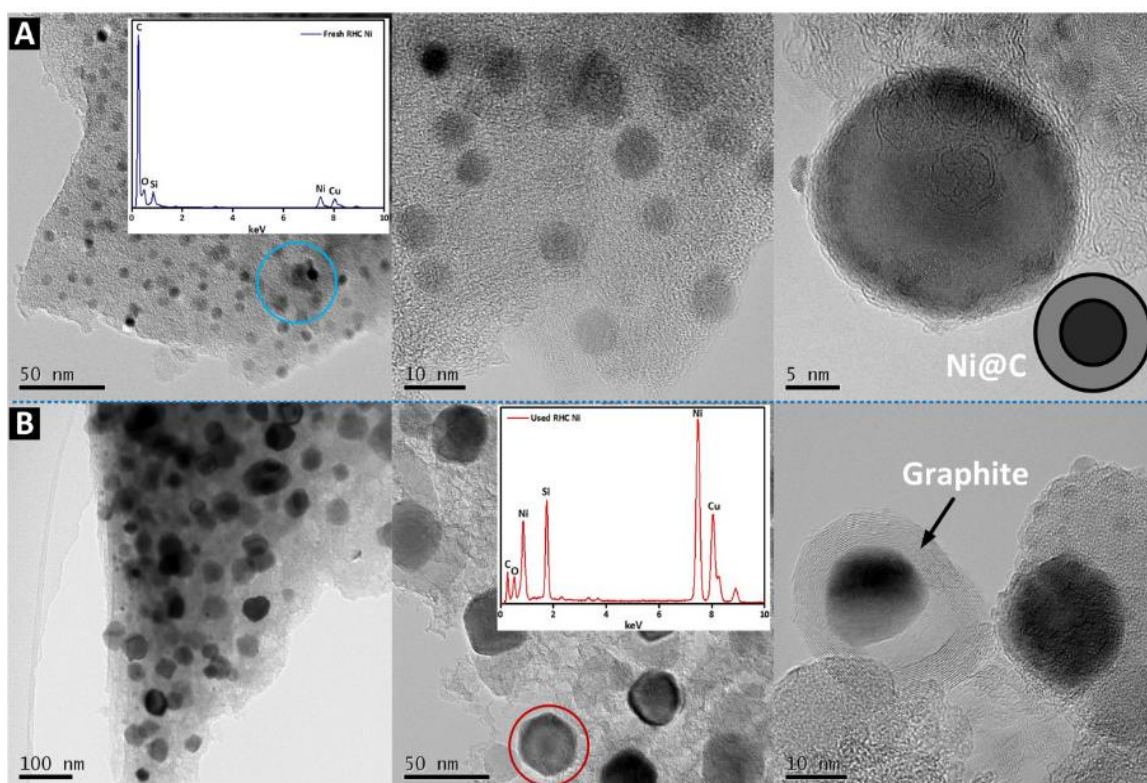 A
Fresh RHC Ni
C
O
Si
Ni
Cu
0 2 4 6 8 10
keV
50 nm
10 nm
Ni@C
5 nm
B
Used RHC Ni
Ni
Si
Ni
Cu
C
O
0 2 4 6 8 10
keV
Graphite
100 nm
50 nm
10 nm